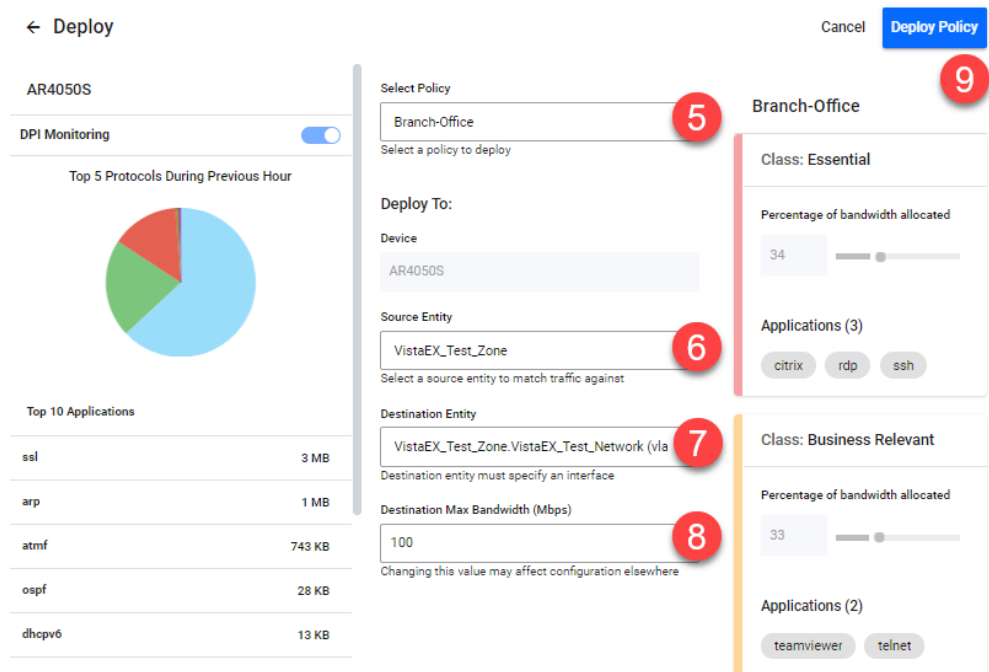 Deploy
Cancel
Deploy Policy
9
AR4050S
DPI Monitoring
Top 5 Protocols During Previous Hour
Top 10 Applications
ssl 3 MB
arp 1 MB
atmf 743 KB
ospf 28 KB
dhcpv6 13 KB
Select Policy
Branch-Office
5
Select a policy to deploy
Deploy To:
Device
AR4050S
Source Entity
VistaEX_Test_Zone
6
Select a source entity to match traffic against
Destination Entity
VistaEX_Test_Zone.VistaEX_Test_Network (vla
7
Destination entity must specify an interface
Destination Max Bandwidth (Mbps)
100
8
Changing this value may affect configuration elsewhere
Branch-Office
Class: Essential
Percentage of bandwidth allocated
34
Applications (3)
citrix rdp ssh
Class: Business Relevant
Percentage of bandwidth allocated
33
Applications (2)
teamviewer telnet